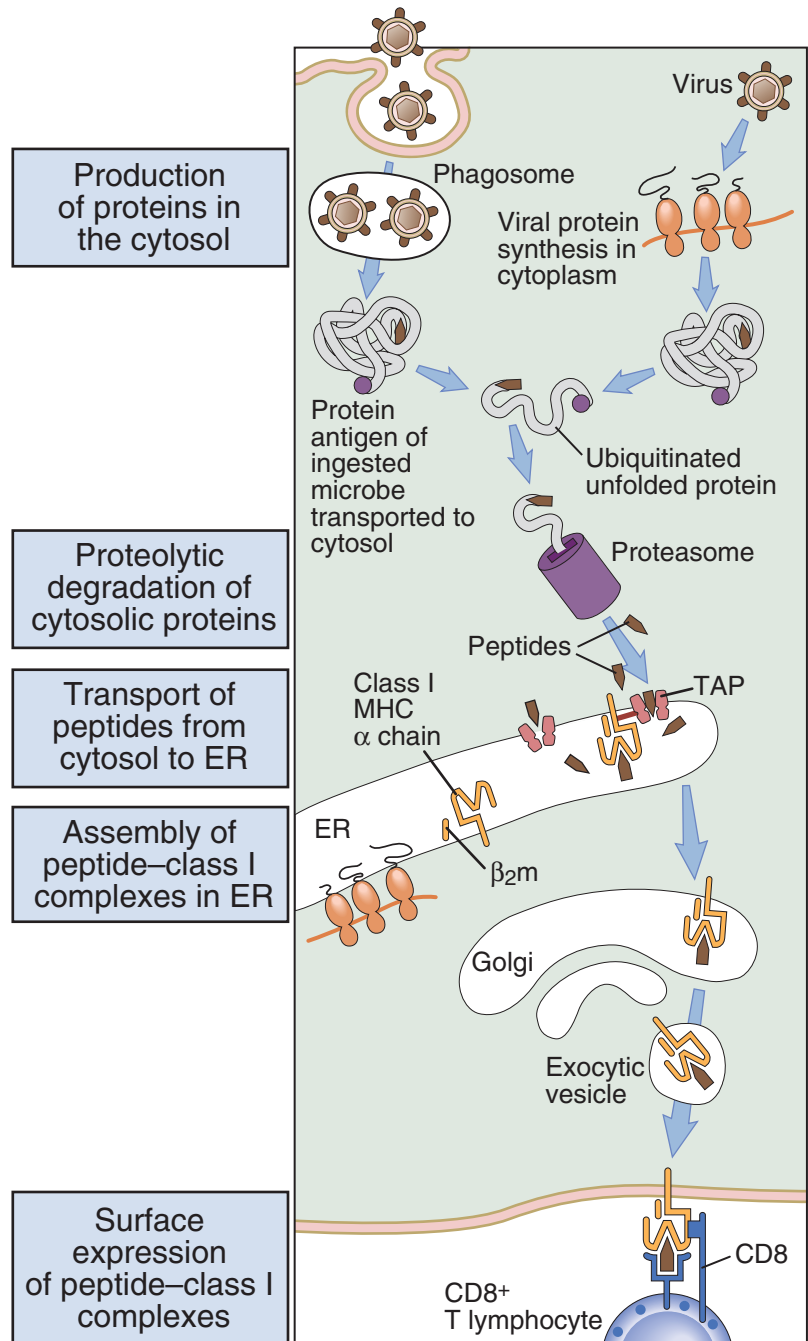 Virus
Production
of proteins in
the cytosol
Phagosome
Viral protein
synthesis in
cytoplasm
Protein
antigen of
ingested
microbe
transported to
cytosol
Ubiquitinated
unfolded protein
Proteolytic
degradation of
cytosolic proteins
Proteasome
Peptides
Transport of
peptides from
cytosol to ER
Class I
MHC
α chain
TAP
Assembly of
peptide–class I
complexes in ER
ER
β₂m
Golgi
Exocytic
vesicle
Surface
expression
of peptide–class I
complexes
CD8
CD8⁺
T lymphocyte